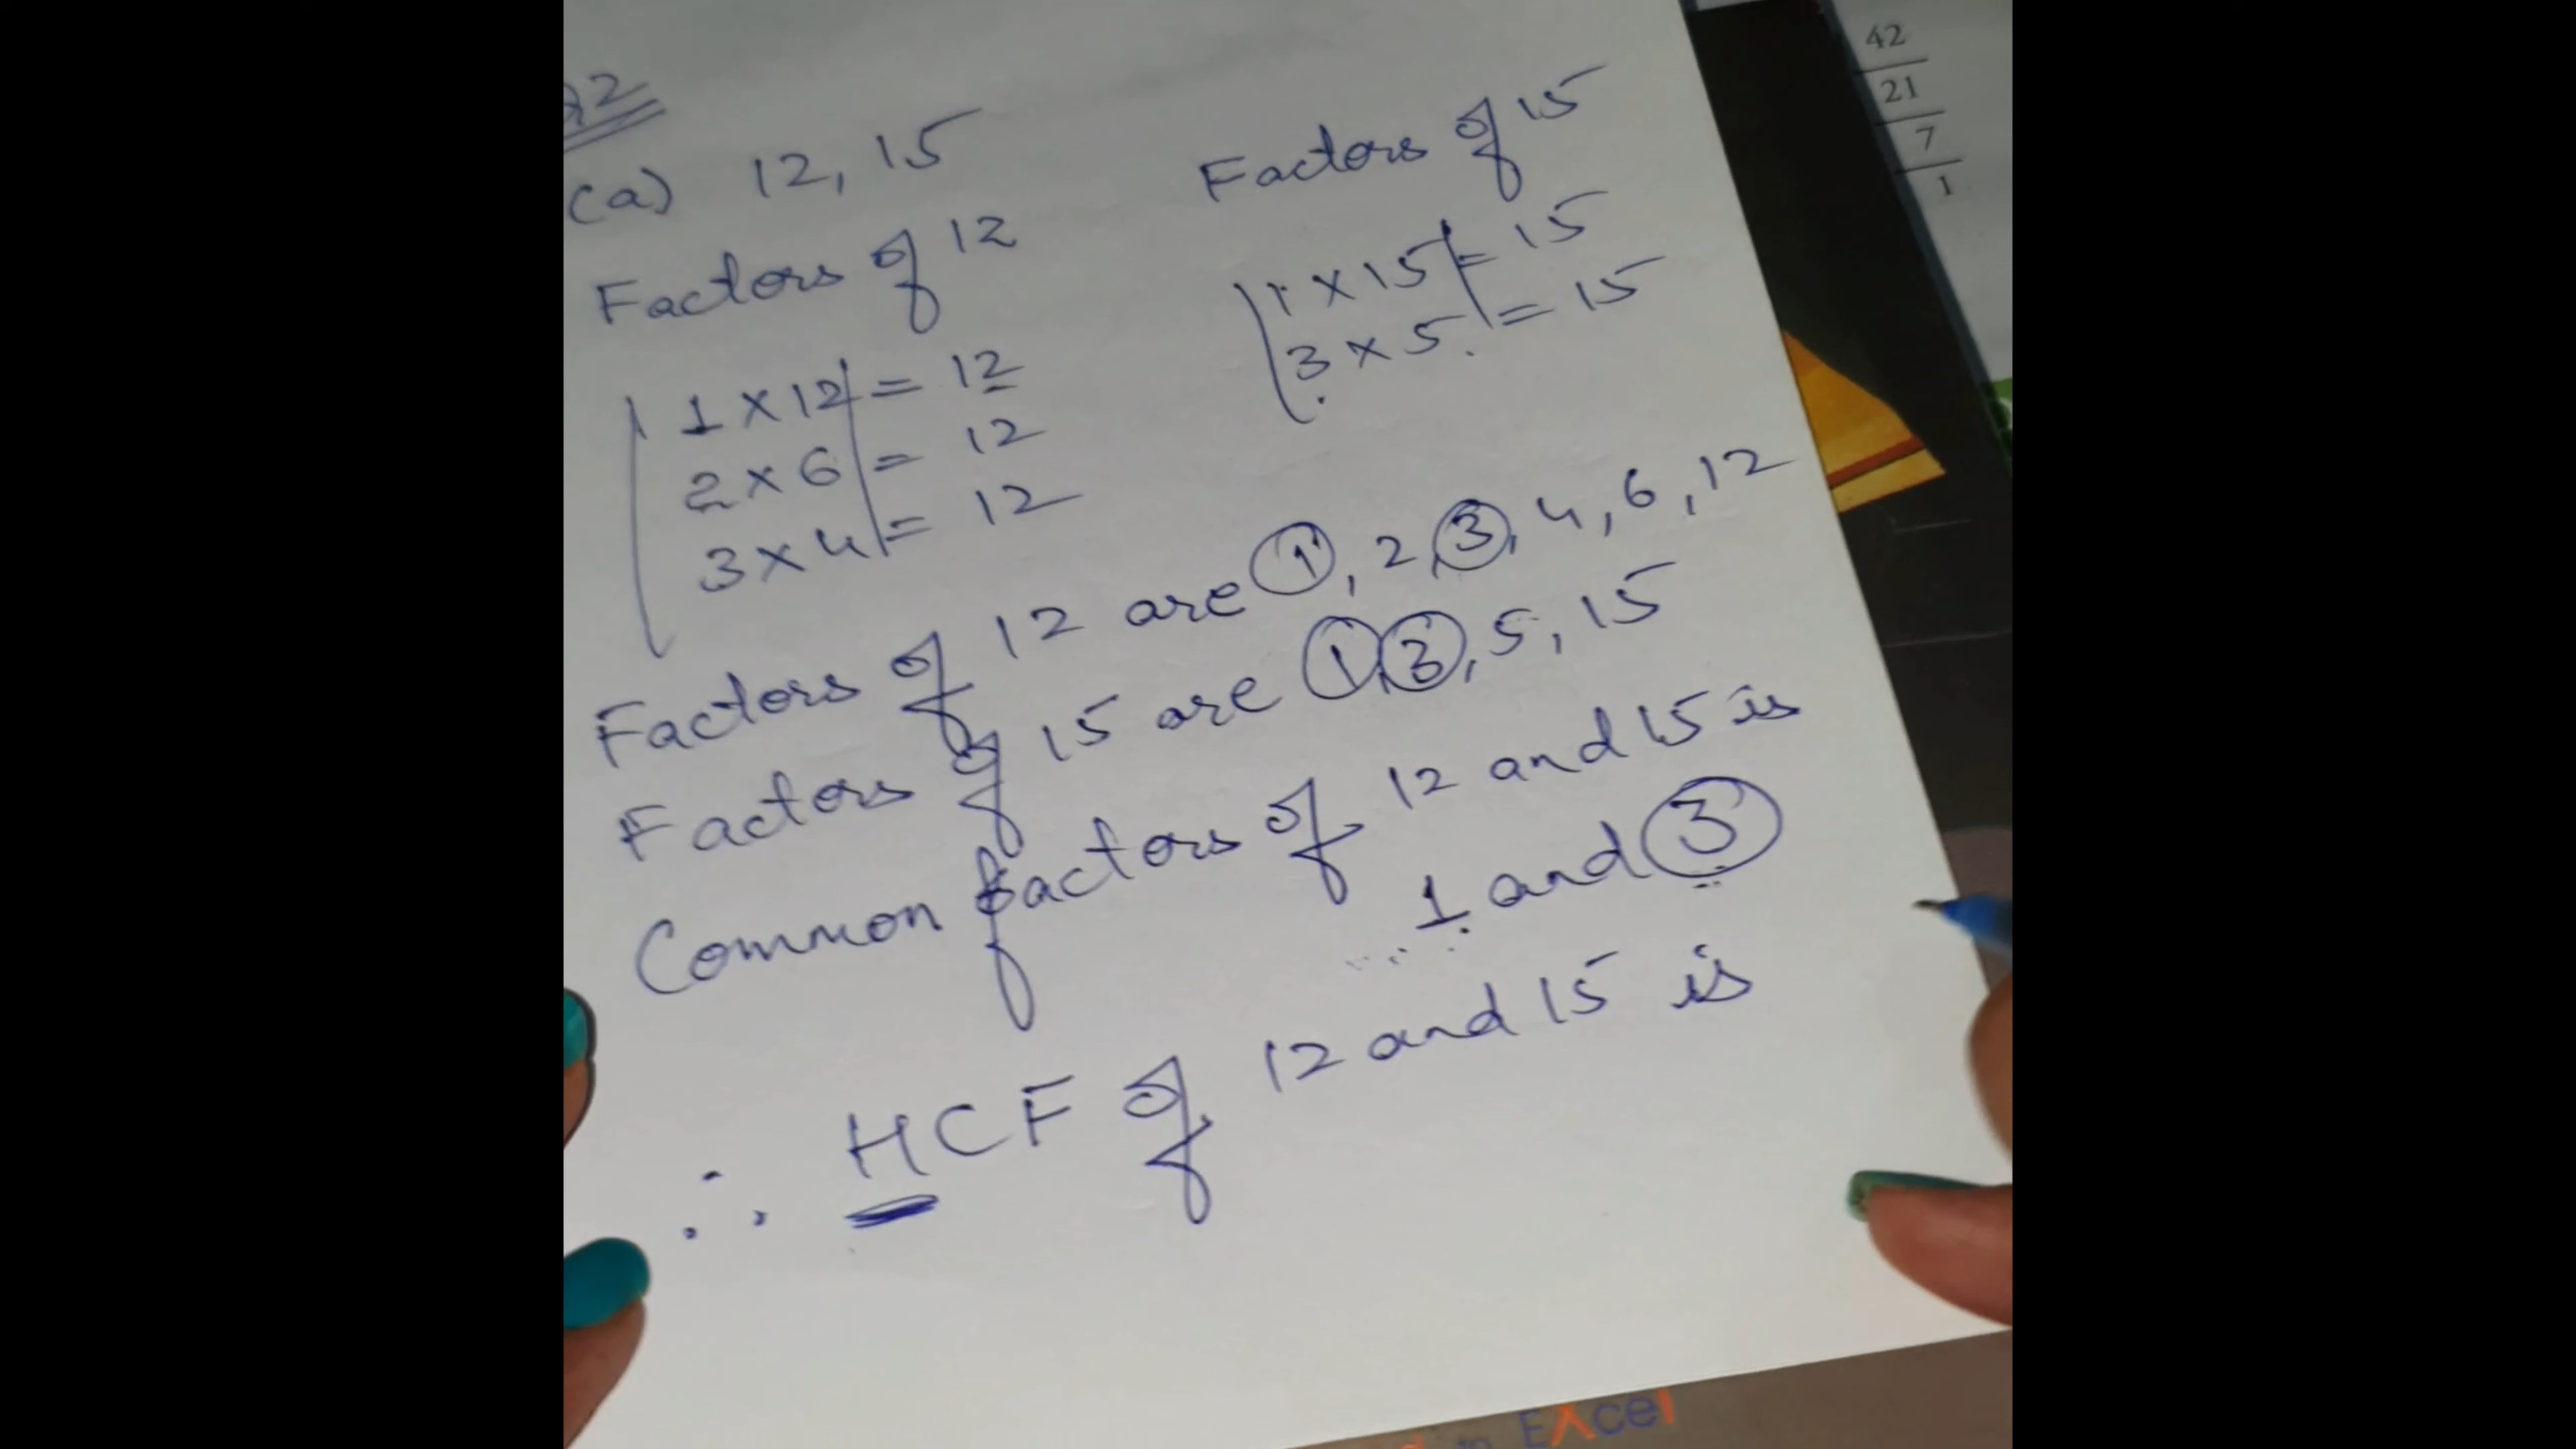 Q2
(a) 12, 15
Factors of 12
1 x 12 = 12
2 x 6 = 12
3 x 4 = 12
Factors of 15
1 x 15 = 15
3 x 5 = 15
Factors of 12 are 1, 2, 3, 4, 6, 12
Factors of 15 are 1, 3, 5, 15
Common factors of 12 and 15 is
1 and 3
∴ HCF of 12 and 15 is
42
21
7
1
in EXcel